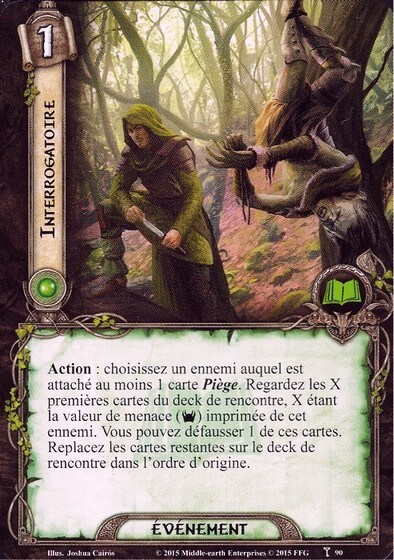 1
INTERROGATOIRE
Action : choisissez un ennemi auquel est
attaché au moins 1 carte Piège. Regardez les X
premières cartes du deck de rencontre, X étant
la valeur de menace ( ) imprimée de cet
ennemi. Vous pouvez défausser 1 de ces cartes.
Replacez les cartes restantes sur le deck de
rencontre dans l'ordre d'origine.
ÉVÉNEMENT
Illus. Joshua Cairós © 2015 Middle-earth Enterprises © 2015 FFG 90